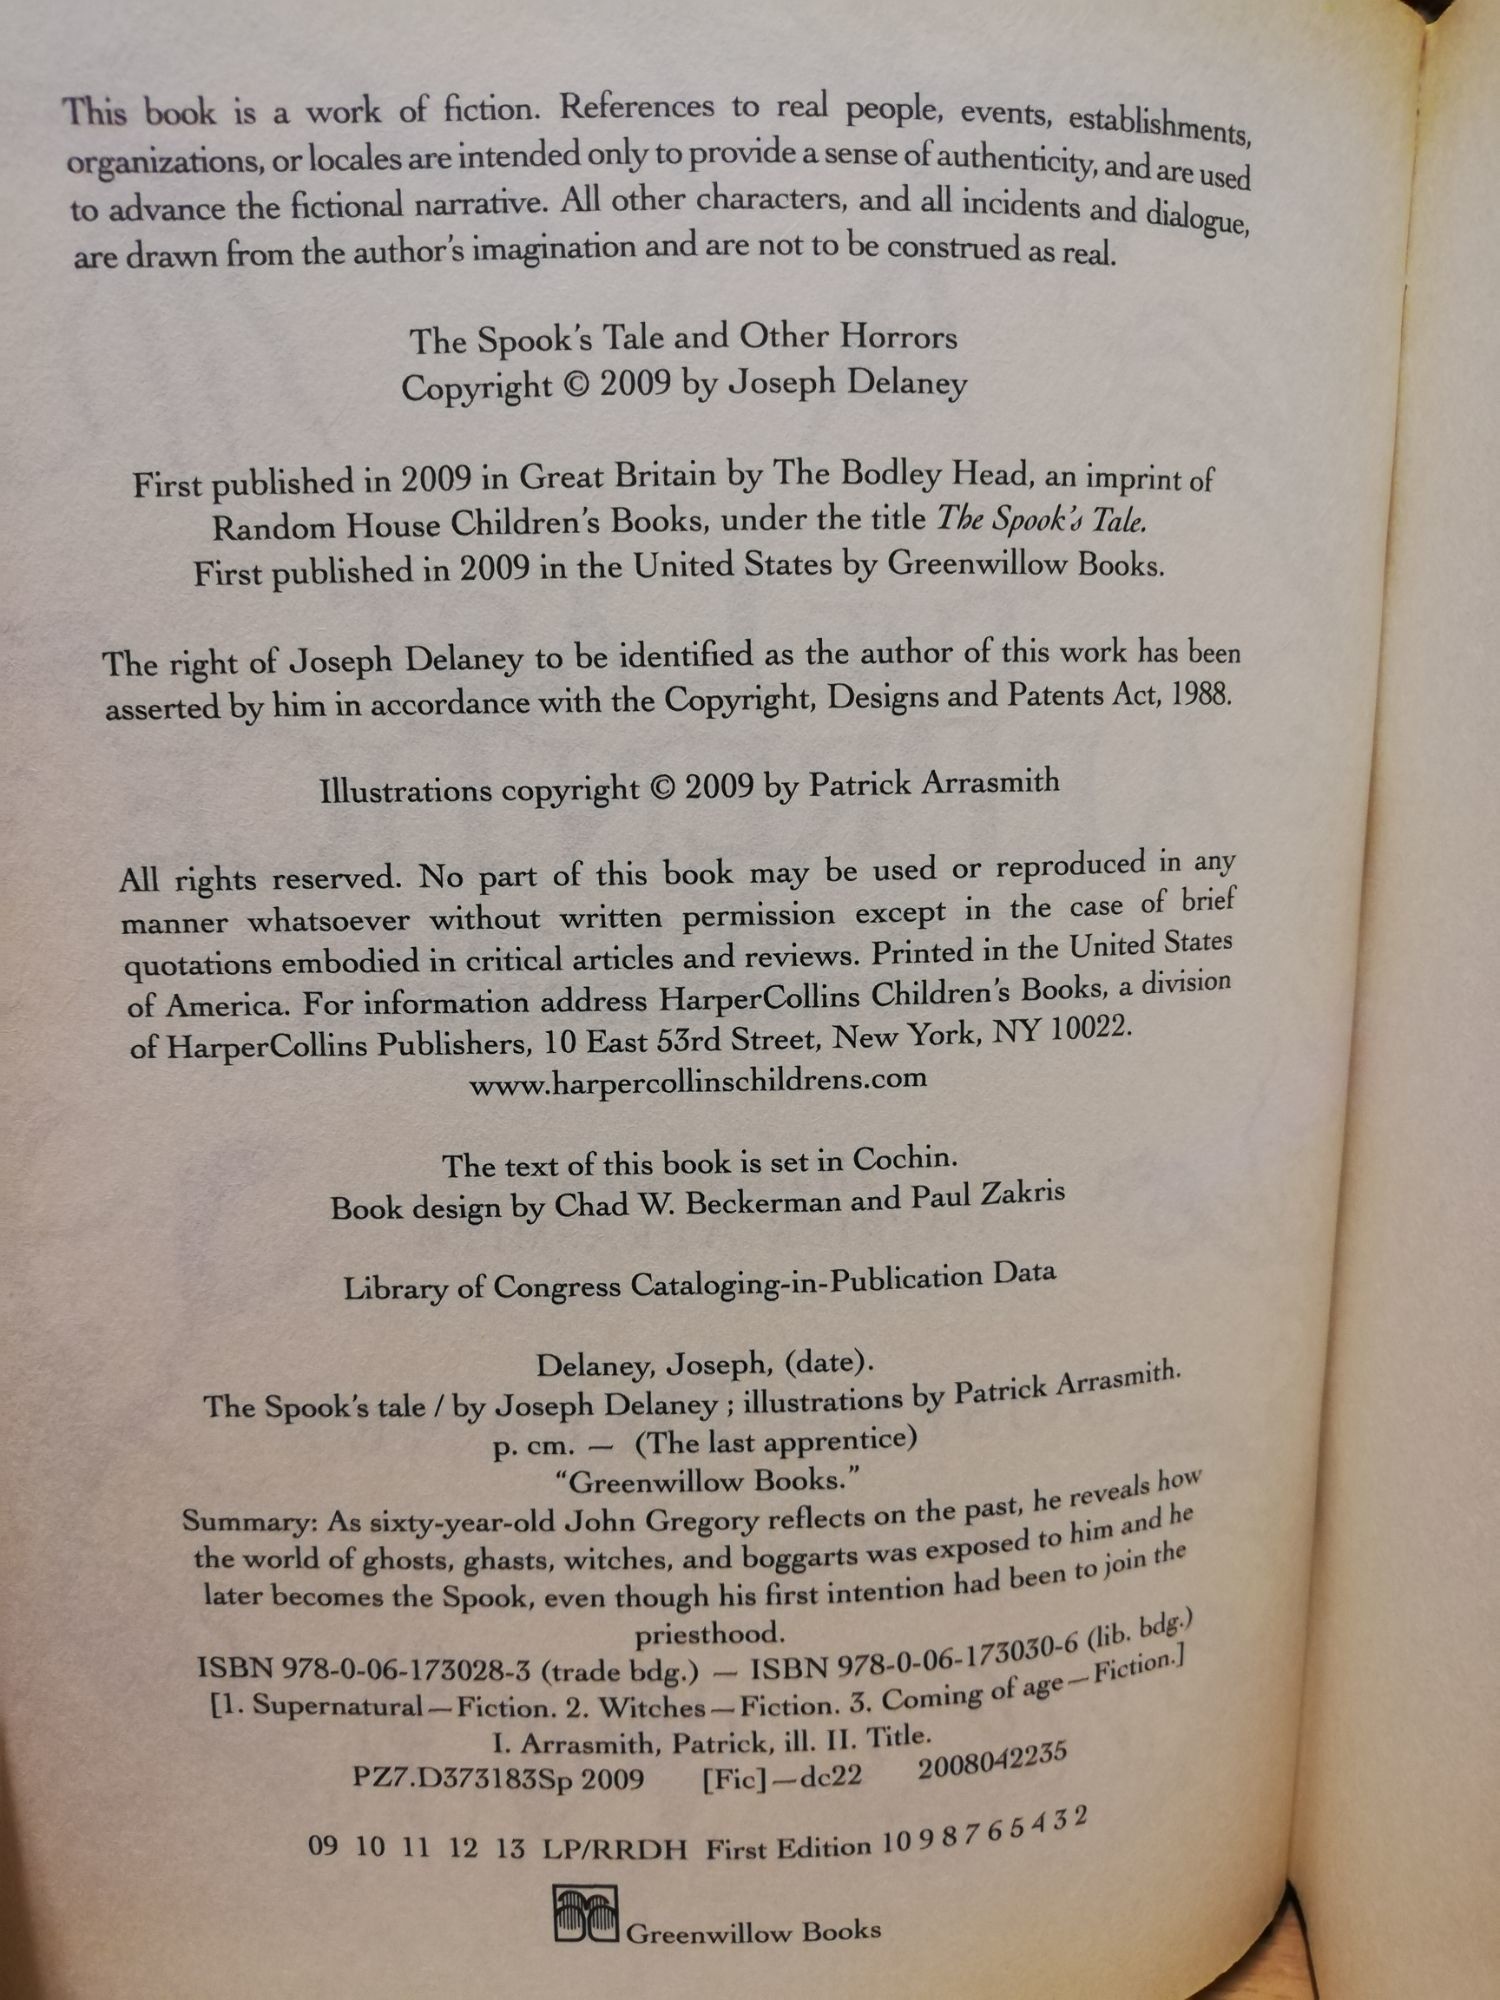 This book is a work of fiction. References to real people, events, establishments,
organizations, or locales are intended only to provide a sense of authenticity, and are used
to advance the fictional narrative. All other characters, and all incidents and dialogue,
are drawn from the author's imagination and are not to be construed as real.
The Spook's Tale and Other Horrors
Copyright © 2009 by Joseph Delaney
First published in 2009 in Great Britain by The Bodley Head, an imprint of
Random House Children's Books, under the title The Spook's Tale.
First published in 2009 in the United States by Greenwillow Books.
The right of Joseph Delaney to be identified as the author of this work has been
asserted by him in accordance with the Copyright, Designs and Patents Act, 1988.
Illustrations copyright © 2009 by Patrick Arrasmith
All rights reserved. No part of this book may be used or reproduced in any
manner whatsoever without written permission except in the case of brief
quotations embodied in critical articles and reviews. Printed in the United States
of America. For information address HarperCollins Children's Books, a division
of HarperCollins Publishers, 10 East 53rd Street, New York, NY 10022.
www.harpercollinschildrens.com
The text of this book is set in Cochin.
Book design by Chad W. Beckerman and Paul Zakris
Library of Congress Cataloging-in-Publication Data
Delaney, Joseph, (date).
The Spook's tale / by Joseph Delaney ; illustrations by Patrick Arrasmith.
p. cm. — (The last apprentice)
“Greenwillow Books.”
Summary: As sixty-year-old John Gregory reflects on the past, he reveals how
the world of ghosts, ghasts, witches, and boggarts was exposed to him and he
later becomes the Spook, even though his first intention had been to join the
priesthood.
ISBN 978-0-06-173028-3 (trade bdg.) — ISBN 978-0-06-173030-6 (lib. bdg.)
[1. Supernatural—Fiction. 2. Witches—Fiction. 3. Coming of age—Fiction.]
I. Arrasmith, Patrick, ill. II. Title.
PZ7.D373183Sp 2009 [Fic]—dc22 2008042235
09 10 11 12 13 LP/RRDH First Edition 10 9 8 7 6 5 4 3 2
Greenwillow Books